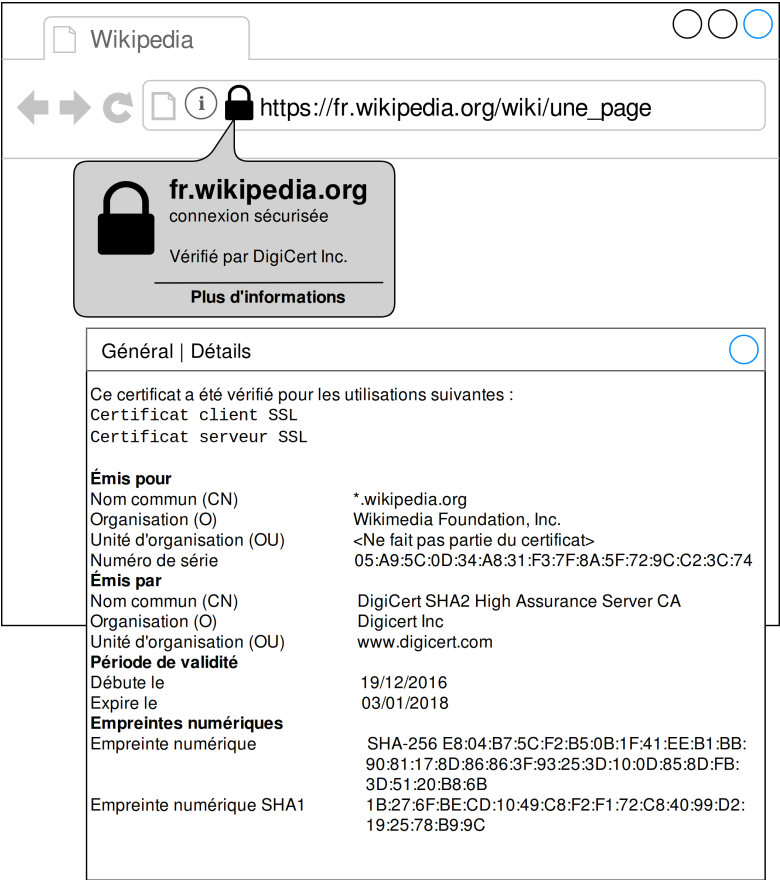 Wikipedia
i https://fr.wikipedia.org/wiki/une_page
fr.wikipedia.org
connexion sécurisée
Vérifié par DigiCert Inc.
Plus d'informations
Général | Détails
Ce certificat a été vérifié pour les utilisations suivantes :
Certificat client SSL
Certificat serveur SSL
Émis pour
Nom commun (CN) *.wikipedia.org
Organisation (O) Wikimedia Foundation, Inc.
Unité d'organisation (OU) <Ne fait pas partie du certificat>
Numéro de série 05:A9:5C:0D:34:A8:31:F3:7F:8A:5F:72:9C:C2:3C:74
Émis par
Nom commun (CN) DigiCert SHA2 High Assurance Server CA
Organisation (O) Digicert Inc
Unité d'organisation (OU) www.digicert.com
Période de validité
Débute le 19/12/2016
Expire le 03/01/2018
Empreintes numériques
Empreinte numérique SHA-256 E8:04:B7:5C:F2:B5:0B:1F:41:EE:B1:BB:
90:81:17:8D:86:86:3F:93:25:3D:10:0D:85:8D:FB:
3D:51:20:B8:6B
Empreinte numérique SHA1 1B:27:6F:BE:CD:10:49:C8:F2:F1:72:C8:40:99:D2:
19:25:78:B9:9C